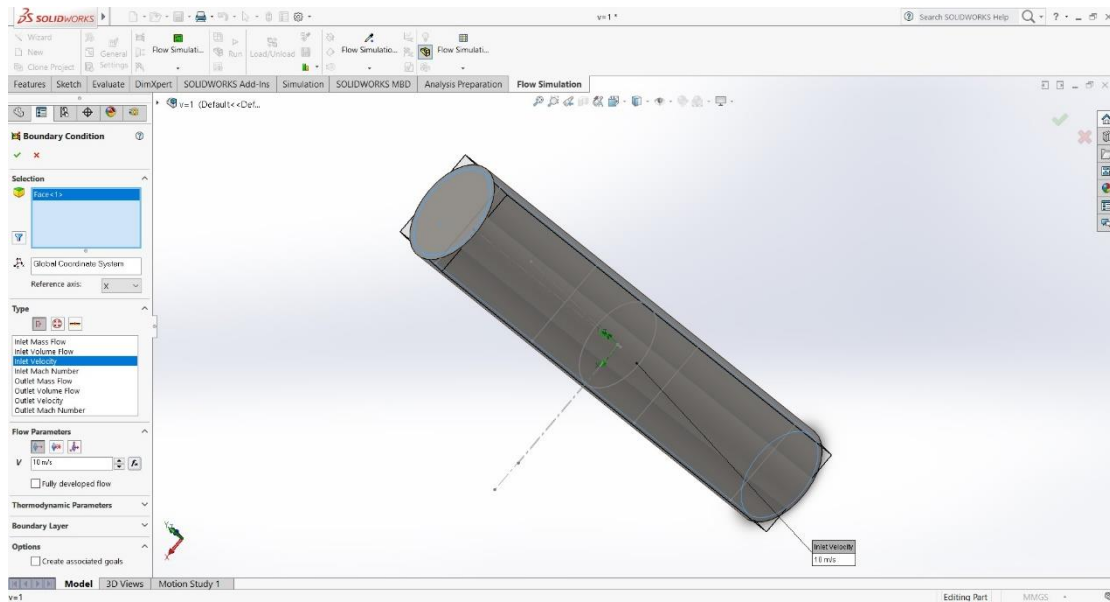 SOLIDWORKS
v=1 *
Search SOLIDWORKS Help
Wizard
New
Clone Project
General
Settings
Flow Simulati...
Run
Load/Unload
Flow Simulatio...
Flow Simulati...
Features Sketch Evaluate DimXpert SOLIDWORKS Add-Ins Simulation SOLIDWORKS MBD Analysis Preparation Flow Simulation
v=1 (Default<<Def...
Boundary Condition
Selection
Face<1>
Global Coordinate System
Reference axis: X
Type
Inlet Mass Flow
Inlet Volume Flow
Inlet Velocity
Inlet Mach Number
Outlet Mass Flow
Outlet Volume Flow
Outlet Velocity
Outlet Mach Number
Flow Parameters
V 10 m/s
Fully developed flow
Thermodynamic Parameters
Boundary Layer
Options
Create associated goals
Inlet Velocity
10 m/s
Model 3D Views Motion Study 1
v=1
Editing Part MMGS